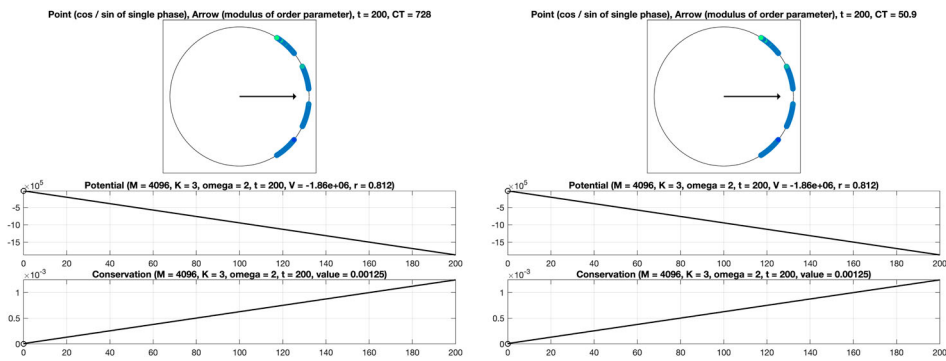 Point (cos / sin of single phase), Arrow (modulus of order parameter), t = 200, CT = 728
×10^5 Potential (M = 4096, K = 3, omega = 2, t = 200, V = -1.86e+06, r = 0.812)
-5
-10
-15
0 20 40 60 80 100 120 140 160 180 200
×10^-3 Conservation (M = 4096, K = 3, omega = 2, t = 200, value = 0.00125)
1
0.5
0
0 20 40 60 80 100 120 140 160 180 200
Point (cos / sin of single phase), Arrow (modulus of order parameter), t = 200, CT = 50.9
×10^5 Potential (M = 4096, K = 3, omega = 2, t = 200, V = -1.86e+06, r = 0.812)
-5
-10
-15
0 20 40 60 80 100 120 140 160 180 200
×10^-3 Conservation (M = 4096, K = 3, omega = 2, t = 200, value = 0.00125)
1
0.5
0
0 20 40 60 80 100 120 140 160 180 200